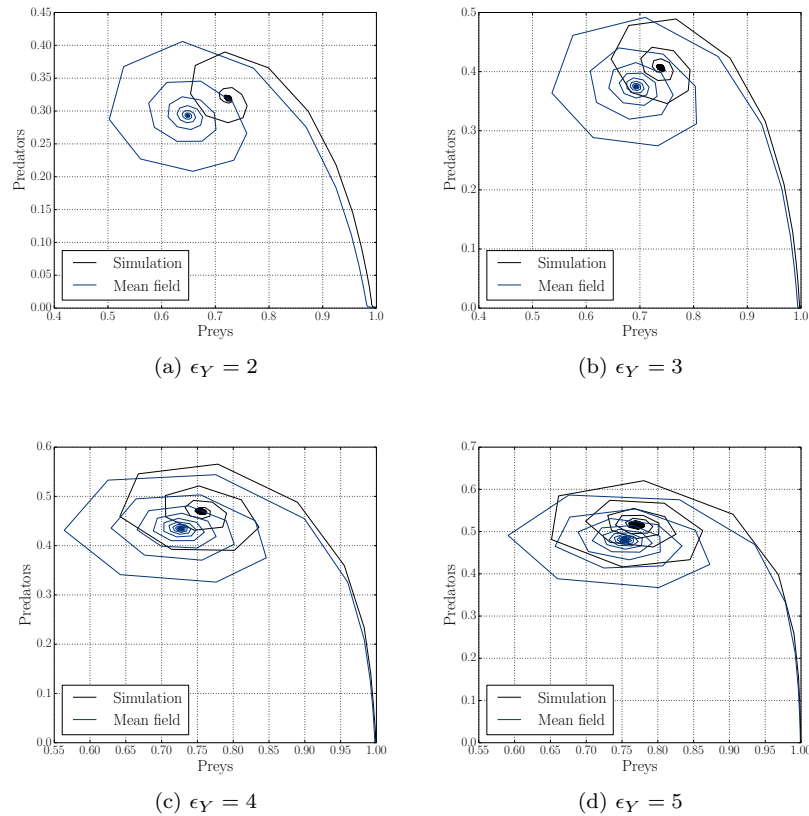 0.45
0.40
0.35
0.30
0.25
0.20
0.15
0.10
0.05
0.00
Predators
Simulation
Mean field
0.4 0.5 0.6 0.7 0.8 0.9 1.0
Preys
(a) ϵ_Y = 2
0.5
0.4
0.3
0.2
0.1
0.0
Predators
Simulation
Mean field
0.4 0.5 0.6 0.7 0.8 0.9 1.0
Preys
(b) ϵ_Y = 3
0.6
0.5
0.4
0.3
0.2
0.1
0.0
Predators
Simulation
Mean field
0.55 0.60 0.65 0.70 0.75 0.80 0.85 0.90 0.95 1.00
Preys
(c) ϵ_Y = 4
0.7
0.6
0.5
0.4
0.3
0.2
0.1
0.0
Predators
Simulation
Mean field
0.55 0.60 0.65 0.70 0.75 0.80 0.85 0.90 0.95 1.00
Preys
(d) ϵ_Y = 5